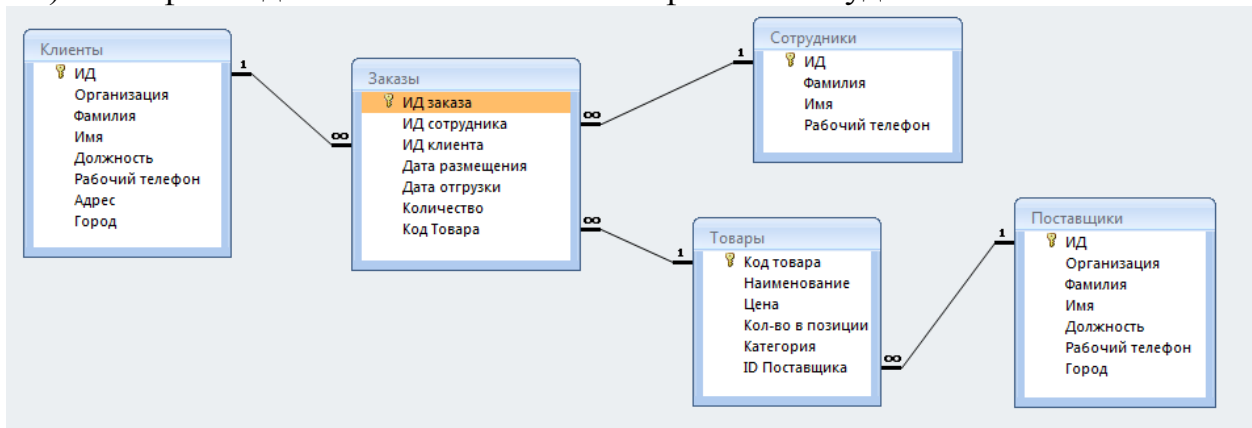 Клиенты
ИД
Организация
Фамилия
Имя
Должность
Рабочий телефон
Адрес
Город
1
∞
Заказы
ИД заказа
ИД сотрудника
ИД клиента
Дата размещения
Дата отгрузки
Количество
Код Товара
∞
1
∞
1
Сотрудники
ИД
Фамилия
Имя
Рабочий телефон
Товары
Код товара
Наименование
Цена
Кол-во в позиции
Категория
ID Поставщика
∞
1
Поставщики
ИД
Организация
Фамилия
Имя
Должность
Рабочий телефон
Город